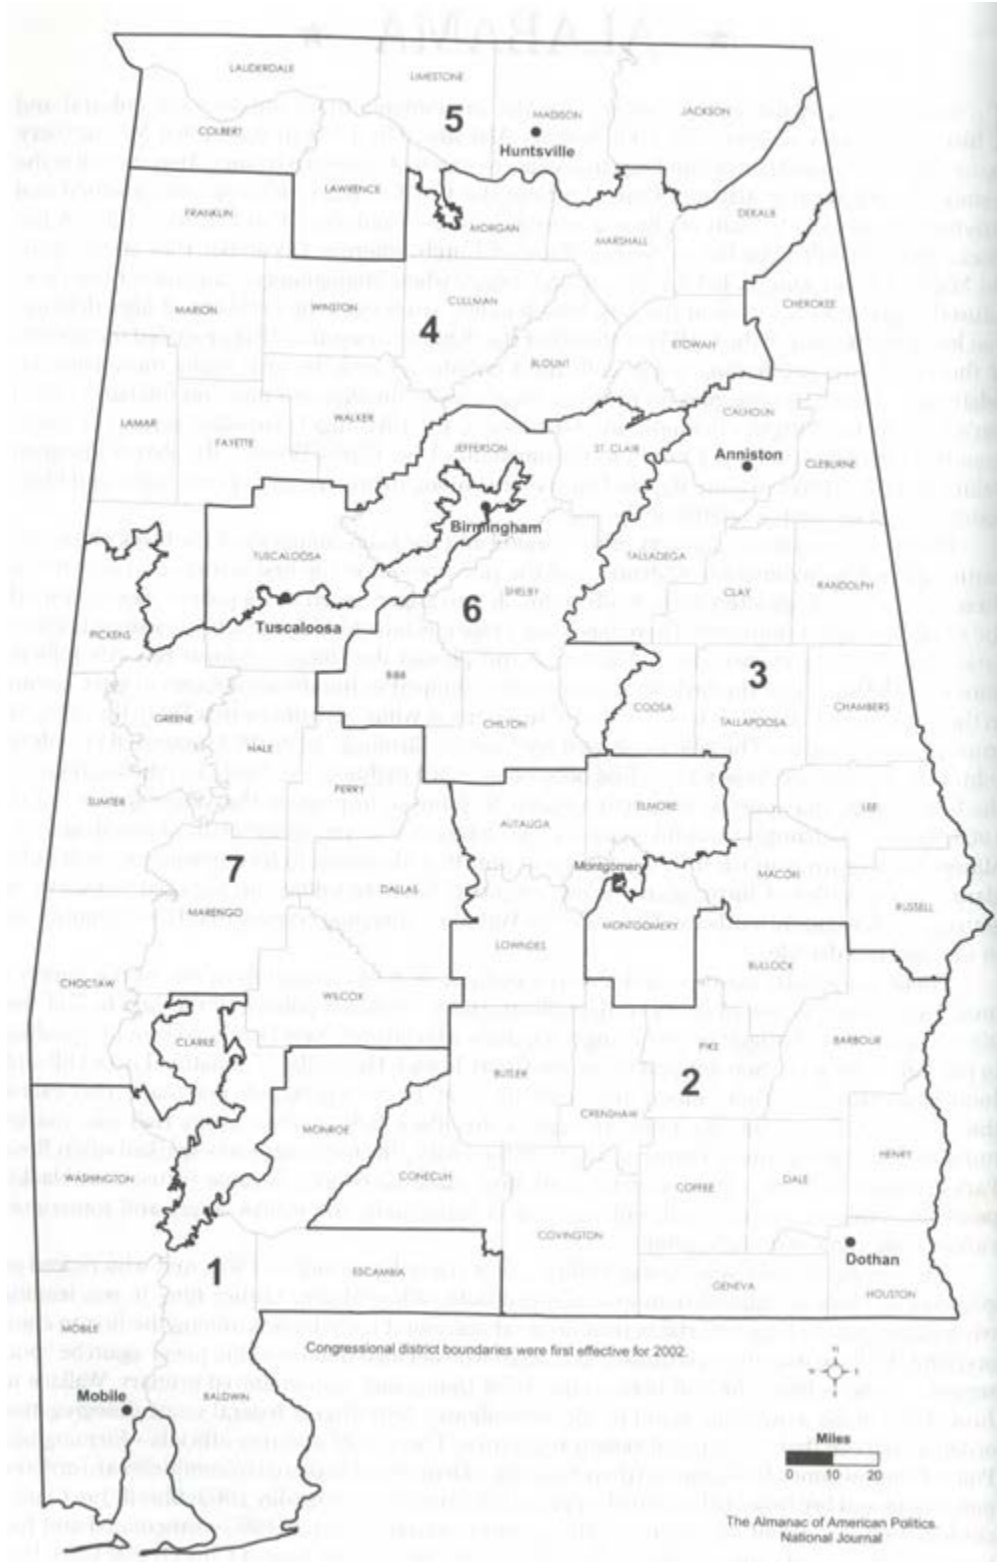 ALABAMA
LAUDERDALE
LIMESTONE
5
MADISON
JACKSON
COLBERT
Huntsville
LAWRENCE
FRANKLIN
MORGAN
DEKALB
MARSHALL
MARION
WINSTON
CULLMAN
CHEROKEE
4
BLOUNT
ETOWAH
LAMAR
WALKER
CALHOUN
FAYETTE
JEFFERSON
ST. CLAIR
Anniston
CLEBURNE
Birmingham
TUSCALOOSA
TALLADEGA
SHELBY
CLAY
RANDOLPH
6
Tuscaloosa
PICKENS
BIBB
3
COOSA
CHAMBERS
GREENE
CHILTON
TALLAPOOSA
HALE
PERRY
SUMTER
ELMORE
LEE
AUTAUGA
7
Montgomery
MACON
DALLAS
MARENGO
RUSSELL
MONTGOMERY
LOWNDES
BULLOCK
CHOCTAW
WILCOX
CLARKE
PIKE
BARBOUR
BUTLER
2
CRENSHAW
MONROE
HENRY
WASHINGTON
CONECUH
COFFEE
DALE
COVINGTON
Dothan
1
ESCAMBIA
GENEVA
HOUSTON
MOBILE
Congressional district boundaries were first effective for 2002.
N
Mobile
BALDWIN
Miles
0 10 20
The Almanac of American Politics.
National Journal